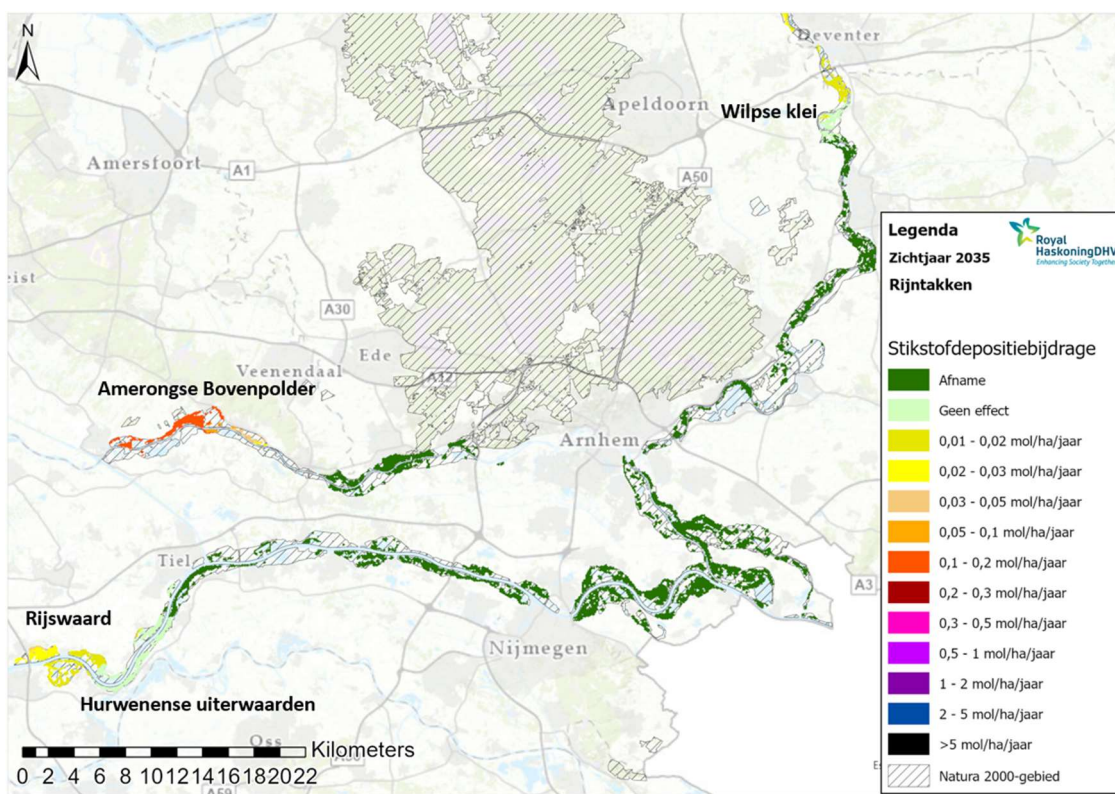 N
Deventer
Wilpse klei
Apeldoorn
Amersfoort
A1
A50
eist
A30
Ede
Veenendaal
A12
Amerongse Bovenpolder
Arnhem
Tiel
A3
Rijswaard
Nijmegen
Hurwenense uiterwaarden
Oss
A59
Kilometers
0 2 4 6 8 10 12 14 16 18 20 22
Legenda
Zichtjaar 2035
Rijntakken
Royal
HaskoningDHV
Enhancing Society Together
Stikstofdepositiebijdrage
Afname
Geen effect
0,01 - 0,02 mol/ha/jaar
0,02 - 0,03 mol/ha/jaar
0,03 - 0,05 mol/ha/jaar
0,05 - 0,1 mol/ha/jaar
0,1 - 0,2 mol/ha/jaar
0,2 - 0,3 mol/ha/jaar
0,3 - 0,5 mol/ha/jaar
0,5 - 1 mol/ha/jaar
1 - 2 mol/ha/jaar
2 - 5 mol/ha/jaar
>5 mol/ha/jaar
Natura 2000-gebied